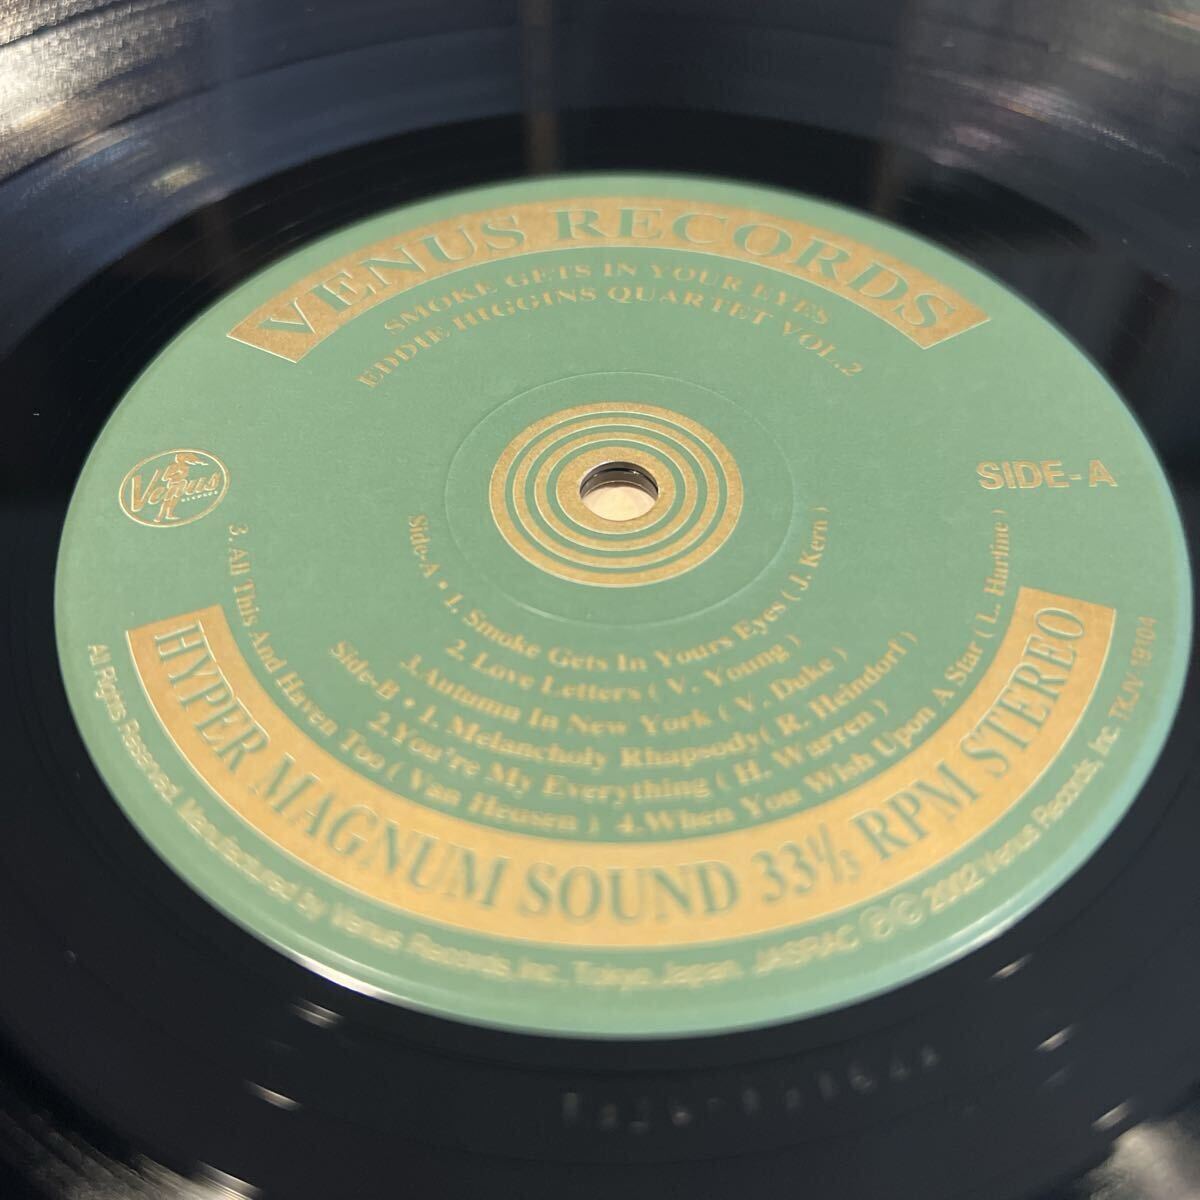 VENUS RECORDS
SMOKE GETS IN YOUR EYES
EDDIE HIGGINS QUARTET VOL.2
Venus
RECORDS
SIDE-A
Side-A • 1. Smoke Gets In Yours Eyes ( J. Kern )
2. Love Letters ( V. Young )
3.Autumn In New York ( V. Duke )
Side-B • 1. Melancholy Rhapsody( R. Heindorf )
2.You're My Everything ( H. Warren )
3. All This And Haven Too ( Van Heusen ) 4.When You Wish Upon A Star ( L. Harline )
HYPER MAGNUM SOUND 33 1/3 RPM STEREO
All Rights Reserved. Manufactured by Venus Records, Inc. Tokyo, Japan. JASRAC Ⓟ© 2002 Venus Records, Inc. TKJV-19104